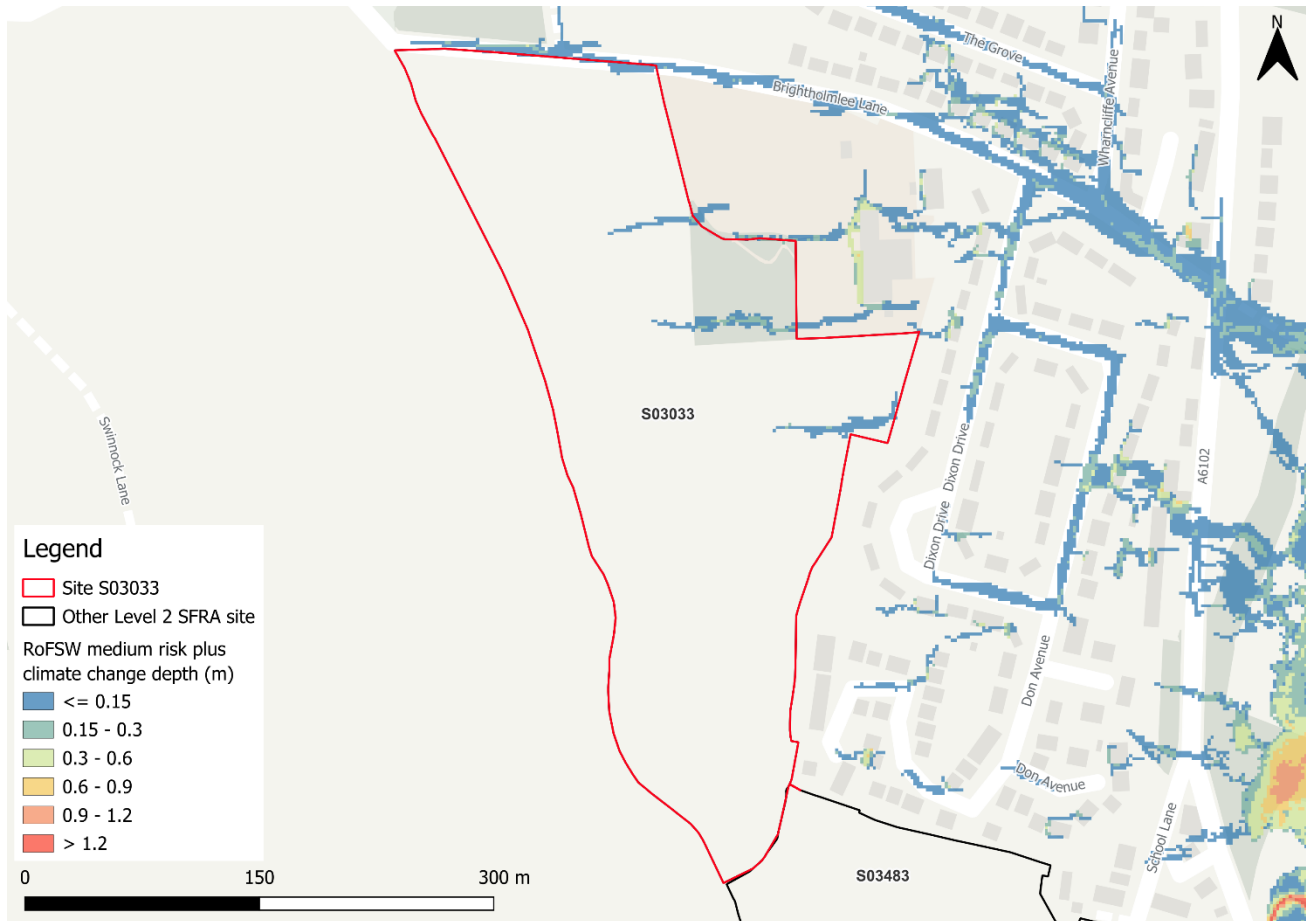 N
The Grove
Brightholmlee Lane
Wharncliffe Avenue
Swinnock Lane
S03033
Dixon Drive
Dixon Drive
A6102
Don Avenue
Don Avenue
School Lane
S03483
Legend
Site S03033
Other Level 2 SFRA site
RoFSW medium risk plus
climate change depth (m)
<= 0.15
0.15 - 0.3
0.3 - 0.6
0.6 - 0.9
0.9 - 1.2
> 1.2
0 150 300 m